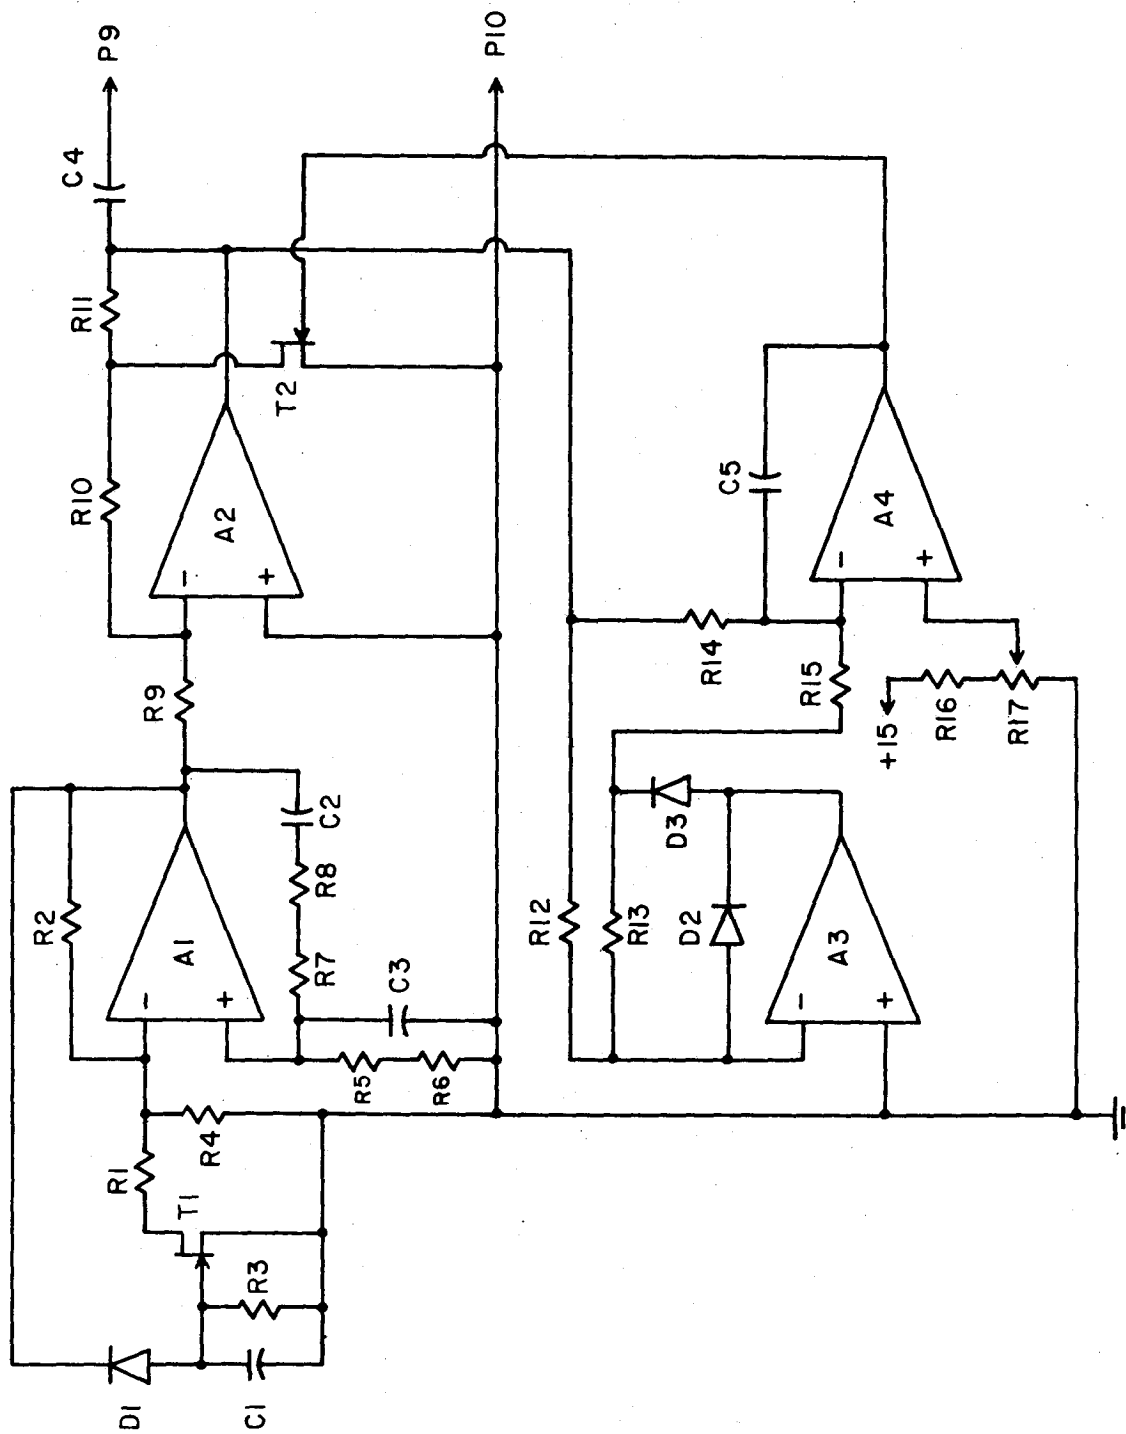 P9
C4
P10
R11
T2
R10
A2
C5
A4
R9
R14
R15
+15
R16
R17
R2
A1
C2
R8
R7
C3
R5
R6
R12
R13
D3
D2
A3
R1
R4
T1
R3
D1
C1
−
+
−
+
−
+
−
+